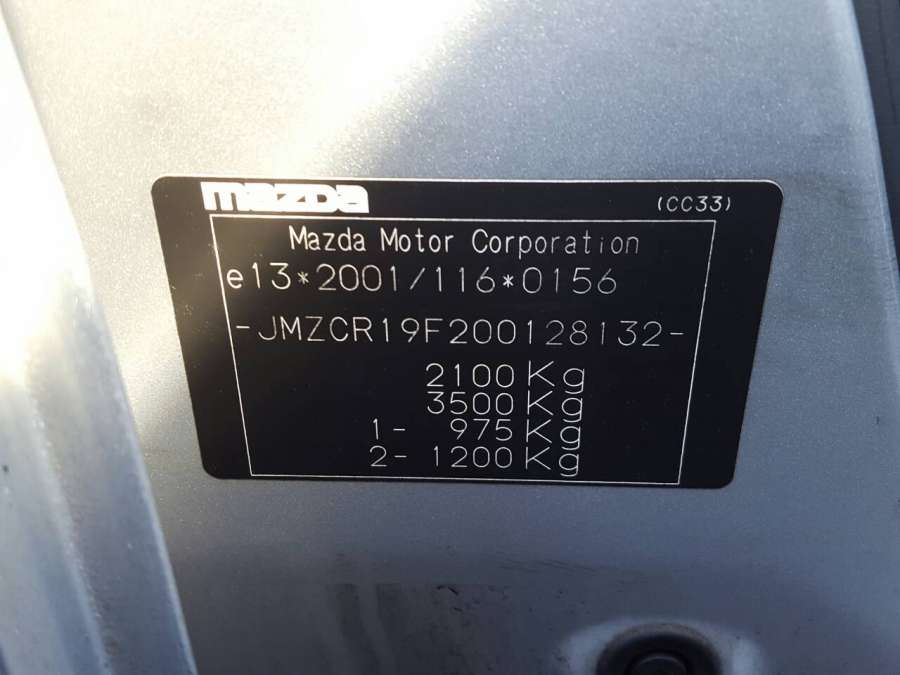 mazda
(CC33)
Mazda Motor Corporation
e13*2001/116*0156
-JMZCR19F200128132-
2100Kg
3500Kg
1- 975Kg
2- 1200Kg